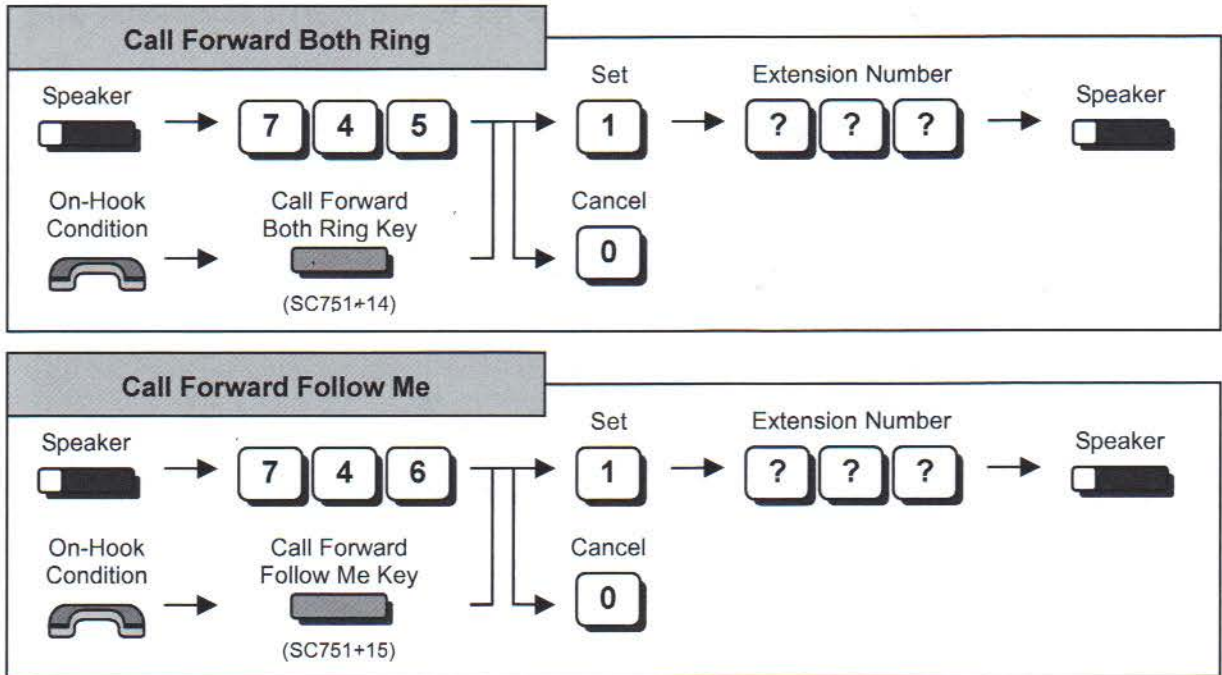 Call Forward Both Ring
Speaker
7 4 5
Set
1
Extension Number
? ? ?
Speaker
On-Hook
Condition
Call Forward
Both Ring Key
(SC751+14)
Cancel
0
Call Forward Follow Me
Speaker
7 4 6
Set
1
Extension Number
? ? ?
Speaker
On-Hook
Condition
Call Forward
Follow Me Key
(SC751+15)
Cancel
0